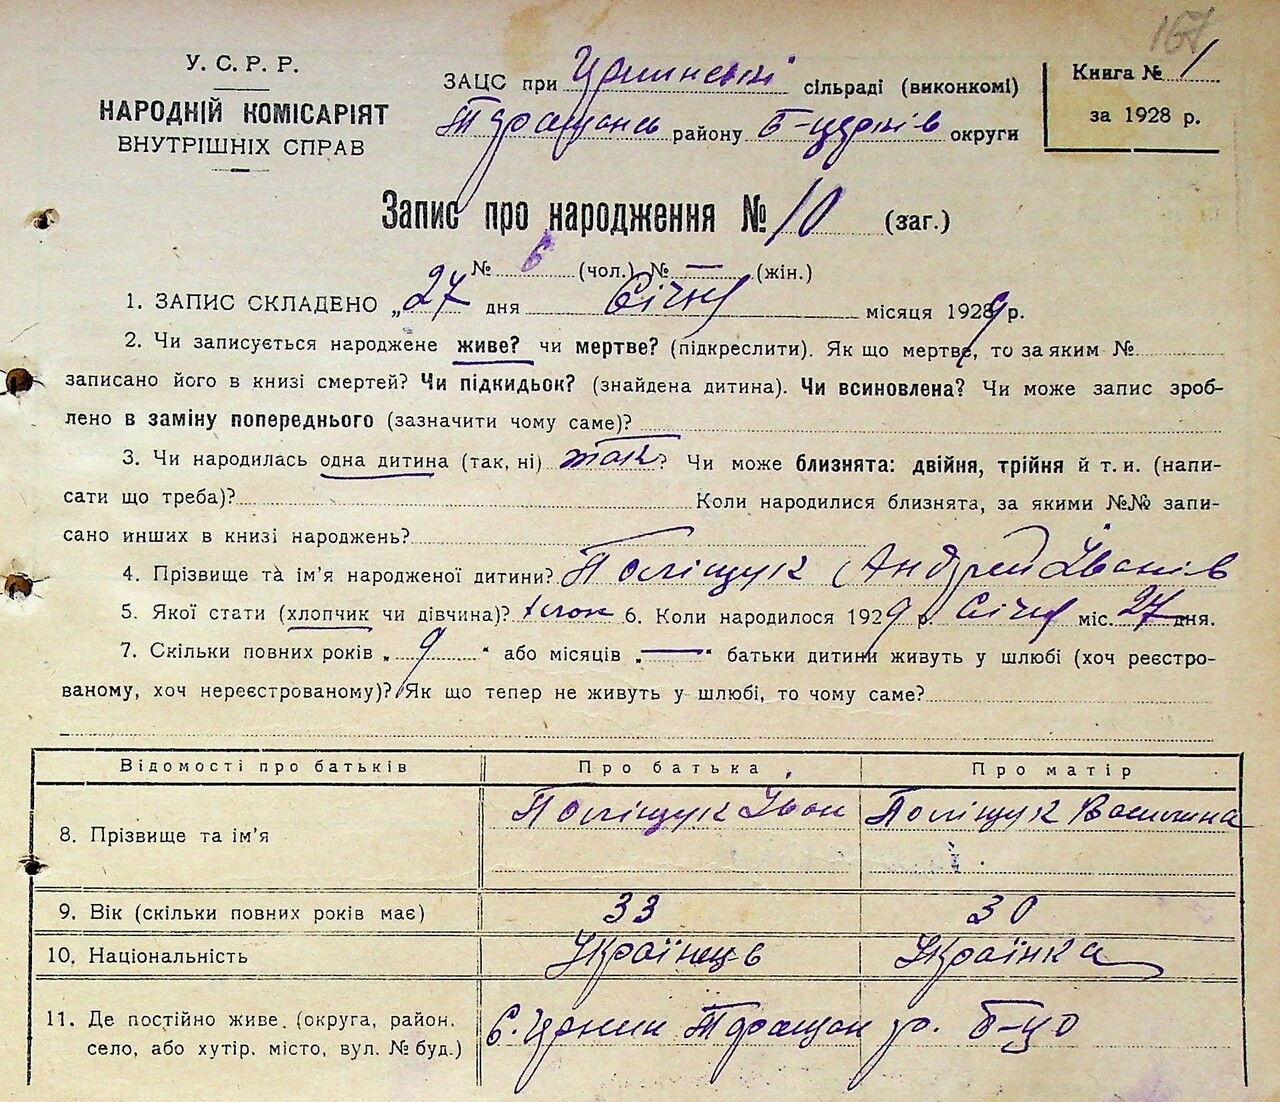 167
У. С. Р. Р.
НАРОДНІЙ КОМІСАРІЯТ
ВНУТРІШНІХ СПРАВ
ЗАЦС при сільраді (виконкомі)
Таращансь району Б-церків округи
Книга № 1
за 1928 р.
Запис про народження № 10 (заг.)
№ 6 (чол.) № — (жін.)
1. ЗАПИС СКЛАДЕНО „27 дня Січня місяця 1929 р.
2. Чи записується народжене живе? чи мертве? (підкреслити). Як що мертве, то за яким №
записано його в книзі смертей? Чи підкидьок? (знайдена дитина). Чи всиновлена? Чи може запис зроб-
лено в заміну попереднього (зазначити чому саме)?
3. Чи народилась одна дитина (так, ні) так? Чи може близнята: двійня, трійня й т. и. (напи-
сати що треба)? Коли народилися близнята, за якими №№ запи-
сано инших в книзі народжень?
4. Прізвище та ім’я народженої дитини? Поліщук Андрей Іванів
5. Якої стати (хлопчик чи дівчина)? хлоп 6. Коли народилося 1929 р. Січня міс. 27 дня.
7. Скільки повних років „ 9 “ або місяців „ — “ батьки дитини живуть у шлюбі (хоч реєстро-
ваному, хоч нереєстрованому)? Як що тепер не живуть у шлюбі, то чому саме?
Відомості про батьків Про батька Про матір
8. Прізвище та ім’я Поліщук Іван Поліщук Василина
9. Вік (скільки повних років має) 33 30
10. Національність Українець Українка
11. Де постійно живе. (округа, район,
село, або хутір, місто, вул. № буд.) с. Таращан р. Б-Цо